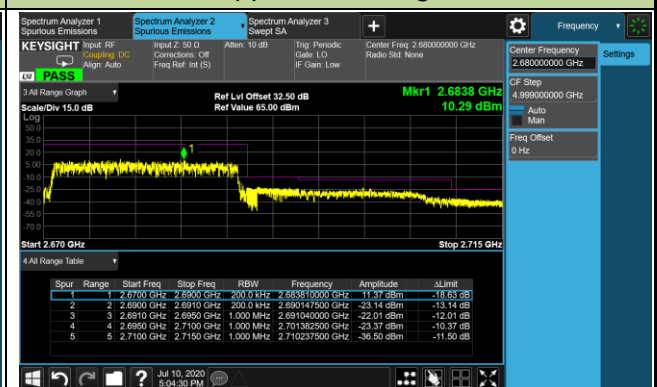 Spectrum Analyzer 1
Spurious Emissions
Spectrum Analyzer 2
Spurious Emissions
Spectrum Analyzer 3
Swept SA
Frequency
KEYSIGHT
Input: RF
Coupling: DC
Align: Auto
Input Z: 50 Ω
Corrections: Off
Freq Ref: Int (S)
Atten: 10 dB
Trig: Periodic
Gate: LO
IF Gain: Low
Center Freq: 2.680000000 GHz
Radio Std: None
PASS
Center Frequency
2.680000000 GHz
Settings
CF Step
4.999000000 GHz
Auto
Man
Freq Offset
0 Hz
3 All Range Graph
Scale/Div 15.0 dB
Ref Lvl Offset 32.50 dB
Ref Value 65.00 dBm
Mkr1 2.6838 GHz
10.29 dBm
Log
50.0
35.0
20.0
5.00
-10.0
-25.0
-40.0
-55.0
-70.0
1
Start 2.670 GHz
Stop 2.715 GHz
4 All Range Table
Spur Range Start Freq Stop Freq RBW Frequency Amplitude ΔLimit
1 1 2.6700 GHz 2.6900 GHz 200.0 kHz 2.683810000 GHz 11.37 dBm -18.63 dB
2 2 2.6900 GHz 2.6910 GHz 200.0 kHz 2.690147500 GHz -23.14 dBm -13.14 dB
3 3 2.6910 GHz 2.6950 GHz 1.000 MHz 2.691040000 GHz -22.01 dBm -12.01 dB
4 4 2.6950 GHz 2.7100 GHz 1.000 MHz 2.701382500 GHz -23.37 dBm -10.37 dB
5 5 2.7100 GHz 2.7150 GHz 1.000 MHz 2.710237500 GHz -36.50 dBm -11.50 dB
Jul 10, 2020
5:04:30 PM